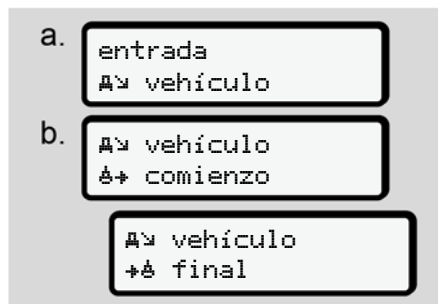 a.
entrada
vehículo
b.
vehículo
comienzo
vehículo
final